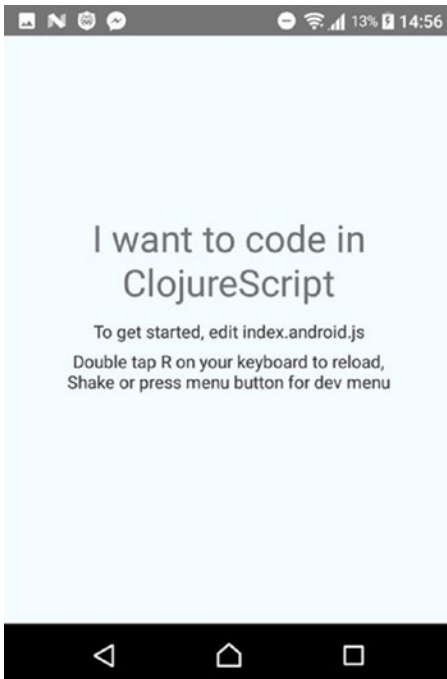 13% 14:56
I want to code in
ClojureScript
To get started, edit index.android.js
Double tap R on your keyboard to reload,
Shake or press menu button for dev menu